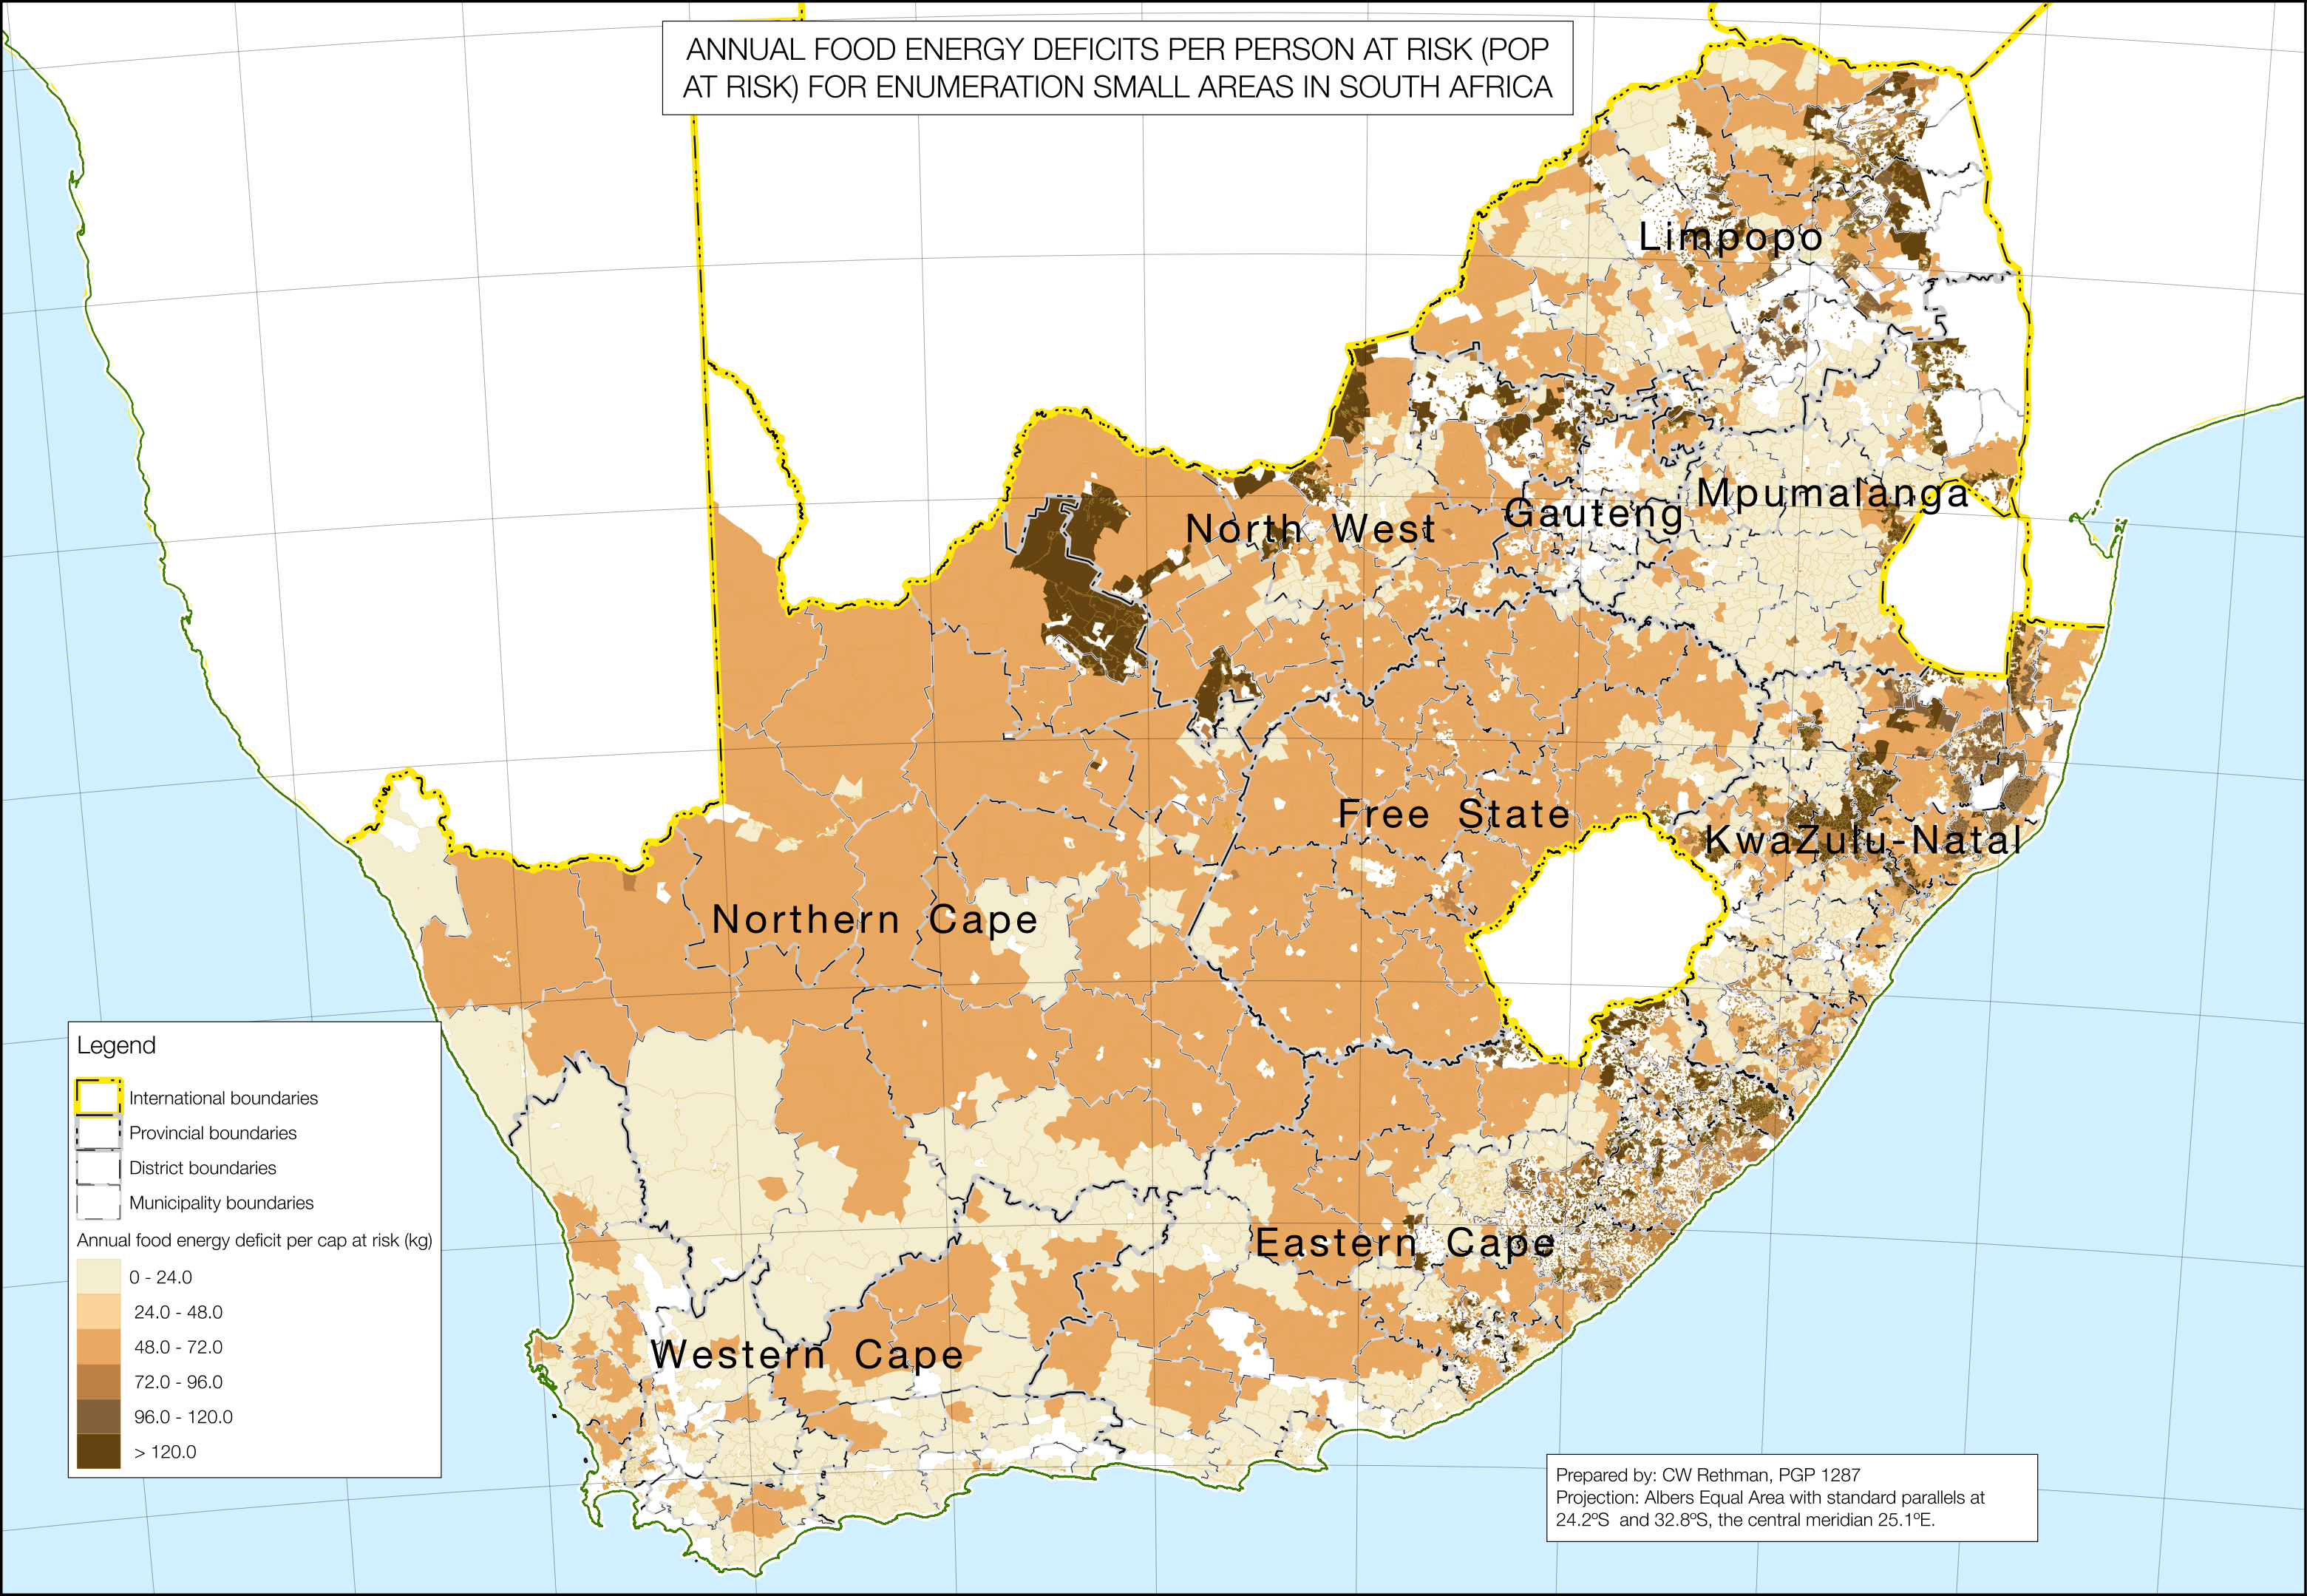 ANNUAL FOOD ENERGY DEFICITS PER PERSON AT RISK (POP
AT RISK) FOR ENUMERATION SMALL AREAS IN SOUTH AFRICA
Limpopo
Mpumalanga
Gauteng
North West
Free State
KwaZulu-Natal
Northern Cape
Eastern Cape
Western Cape
Legend
International boundaries
Provincial boundaries
District boundaries
Municipality boundaries
Annual food energy deficit per cap at risk (kg)
0 - 24.0
24.0 - 48.0
48.0 - 72.0
72.0 - 96.0
96.0 - 120.0
> 120.0
Prepared by: CW Rethman, PGP 1287
Projection: Albers Equal Area with standard parallels at
24.2ºS and 32.8ºS, the central meridian 25.1ºE.